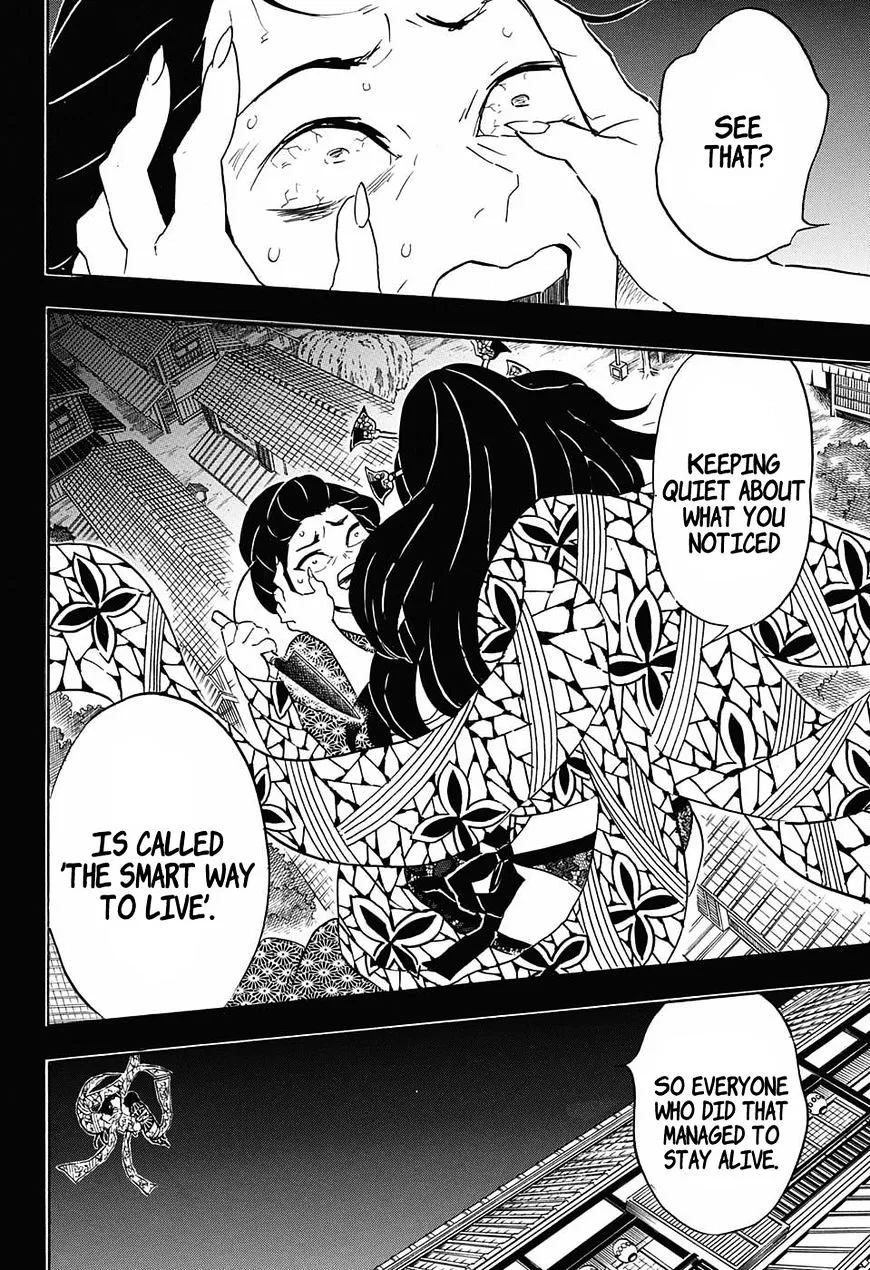 SEE
THAT?
KEEPING
QUIET ABOUT
WHAT YOU
NOTICED
IS CALLED
'THE SMART WAY
TO LIVE'.
SO EVERYONE
WHO DID THAT
MANAGED TO
STAY ALIVE.